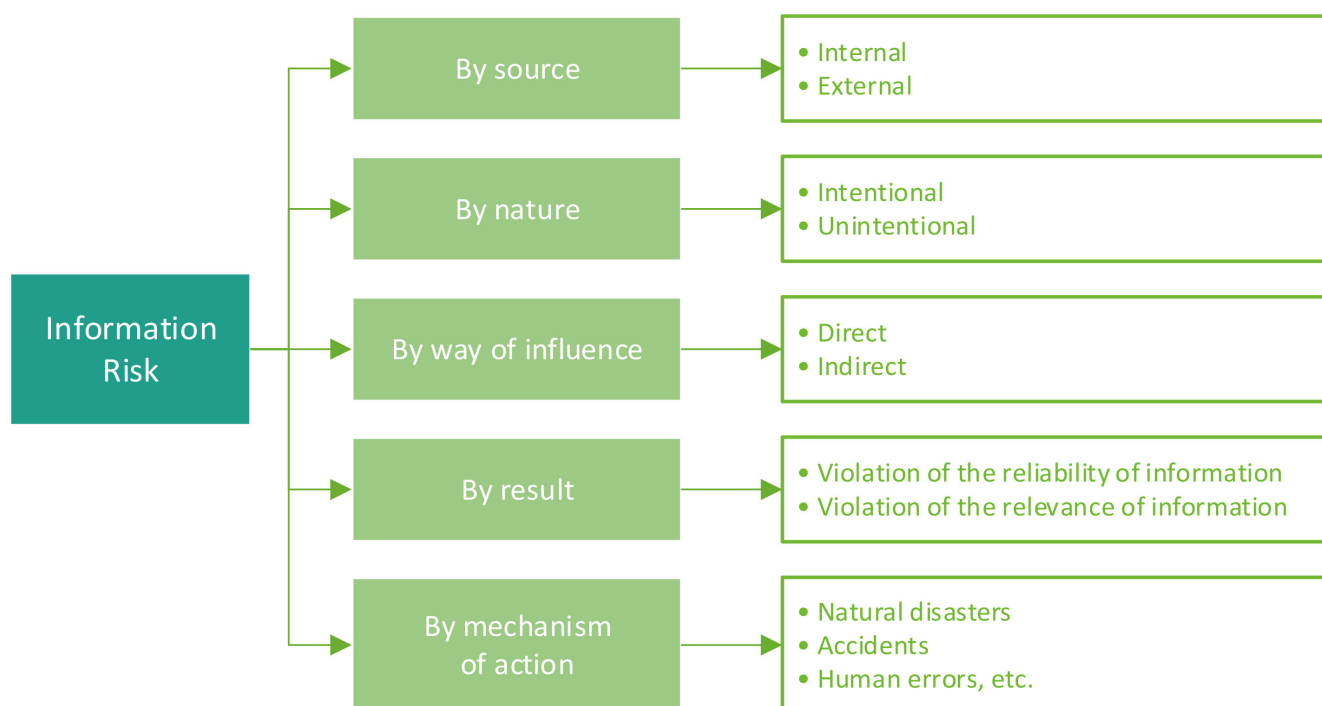 Information
Risk
By source
• Internal
• External
By nature
• Intentional
• Unintentional
By way of influence
• Direct
• Indirect
By result
• Violation of the reliability of information
• Violation of the relevance of information
By mechanism
of action
• Natural disasters
• Accidents
• Human errors, etc.